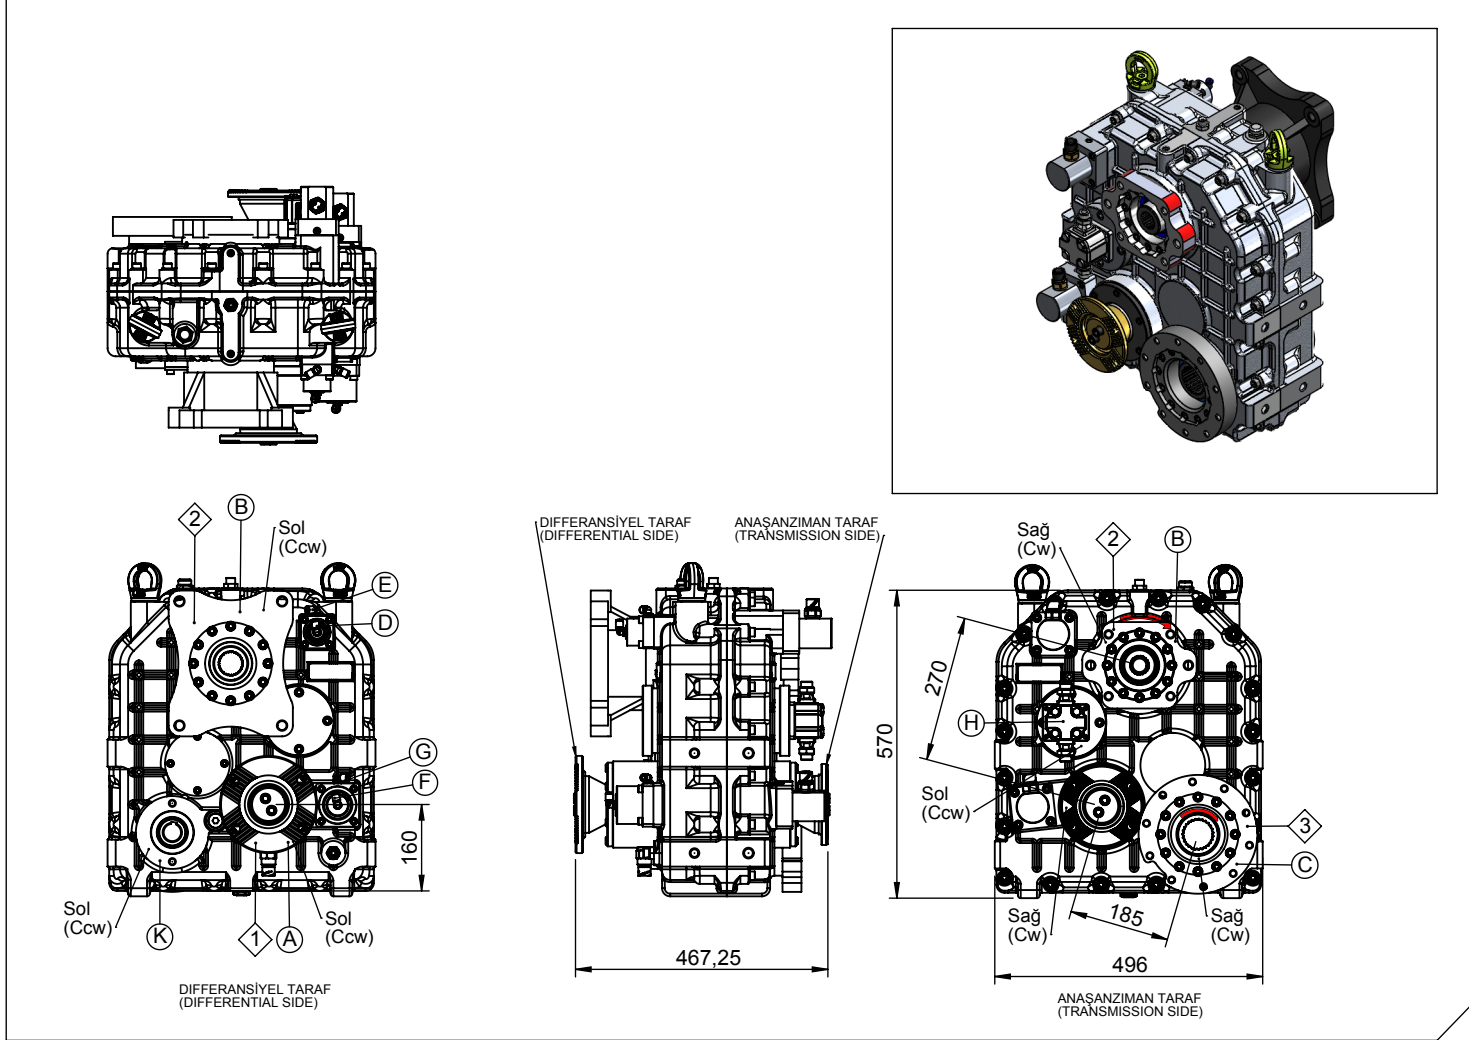 2
B
Sol
(Ccw)
E
D
G
F
160
Sol
(Ccw)
K
1
A
Sol
(Ccw)
DIFFERANSİYEL TARAF
(DIFFERENTIAL SIDE)
DIFFERANSİYEL TARAF
(DIFFERENTIAL SIDE)
ANAŞANZIMAN TARAF
(TRANSMISSION SIDE)
467,25
Sağ
(Cw)
2
B
270
570
H
Sol
(Ccw)
3
C
Sağ
(Cw)
185
Sağ
(Cw)
496
ANAŞANZIMAN TARAF
(TRANSMISSION SIDE)